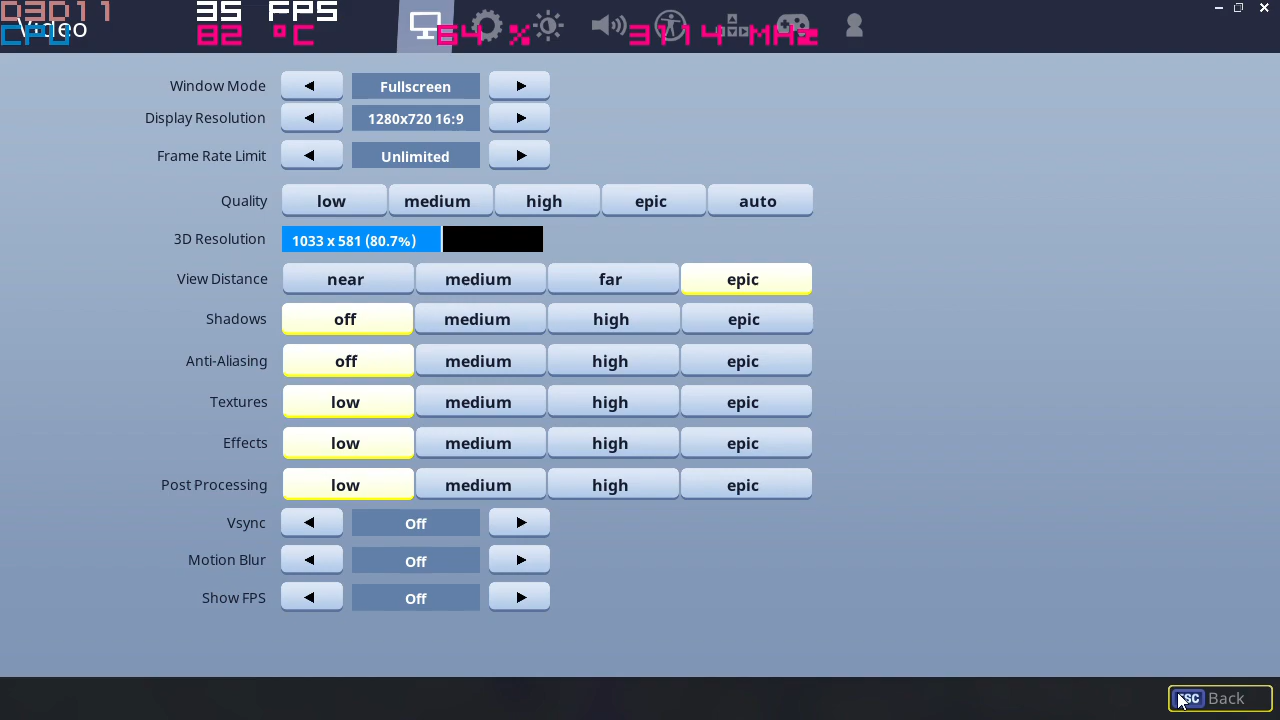 D3D11 35 FPS
Video
CPU 82 °C 64 % 3714 MHz
Window Mode Fullscreen
Display Resolution 1280x720 16:9
Frame Rate Limit Unlimited
Quality low medium high epic auto
3D Resolution 1033 x 581 (80.7%)
View Distance near medium far epic
Shadows off medium high epic
Anti-Aliasing off medium high epic
Textures low medium high epic
Effects low medium high epic
Post Processing low medium high epic
Vsync Off
Motion Blur Off
Show FPS Off
ESC Back